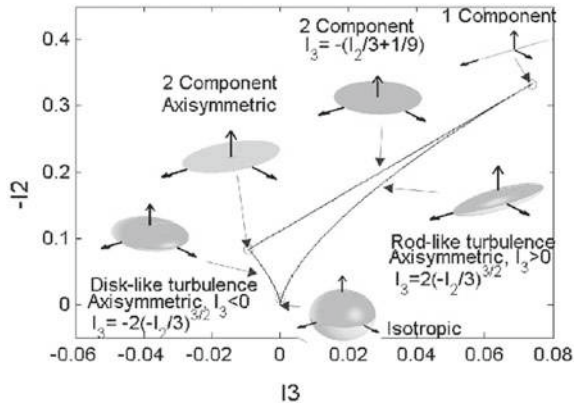 1 Component
2 Component
I3= -(I2/3+1/9)
2 Component
Axisymmetric
Rod-like turbulence
Axisymmetric, I3>0
I3=2(-I2/3)3/2
Disk-like turbulence
Axisymmetric, I3<0
I3= -2(-I2/3)3/2
Isotropic
-I2
0.4
0.3
0.2
0.1
0
-0.06
-0.04
-0.02
0
0.02
0.04
0.06
0.08
I3